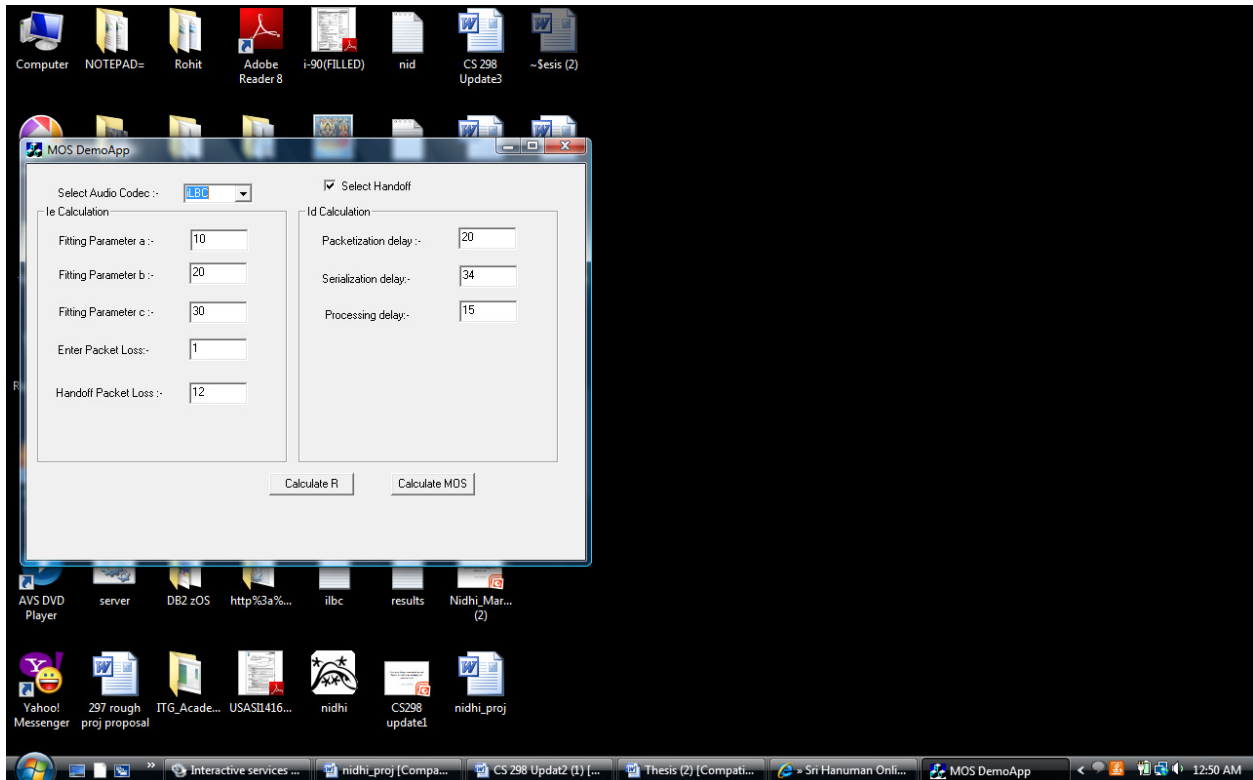 Computer NOTEPAD= Rohit Adobe Reader 8 i-90(FILLED) nid CS 298 Update3 ~$esis (2)
MOS DemoApp
Select Audio Codec :- iLBC
Select Handoff
Ie Calculation
Fitting Parameter a :- 10
Fitting Parameter b :- 20
Fitting Parameter c :- 30
Enter Packet Loss:- 1
Handoff Packet Loss :- 12
Id Calculation
Packetization delay :- 20
Serialization delay:- 34
Processing delay:- 15
Calculate R Calculate MOS
AVS DVD Player server DB2 zOS http%3a%... ilbc results Nidhi_Mar... (2)
Yahoo! Messenger 297 rough proj proposal ITG_Acade... USASI1416... nidhi CS298 update1 nidhi_proj
Interactive services ... nidhi_proj [Compa... CS 298 Updat2 (1) [... Thesis (2) [Compati... » Sri Hanuman Onli... MOS DemoApp 12:50 AM